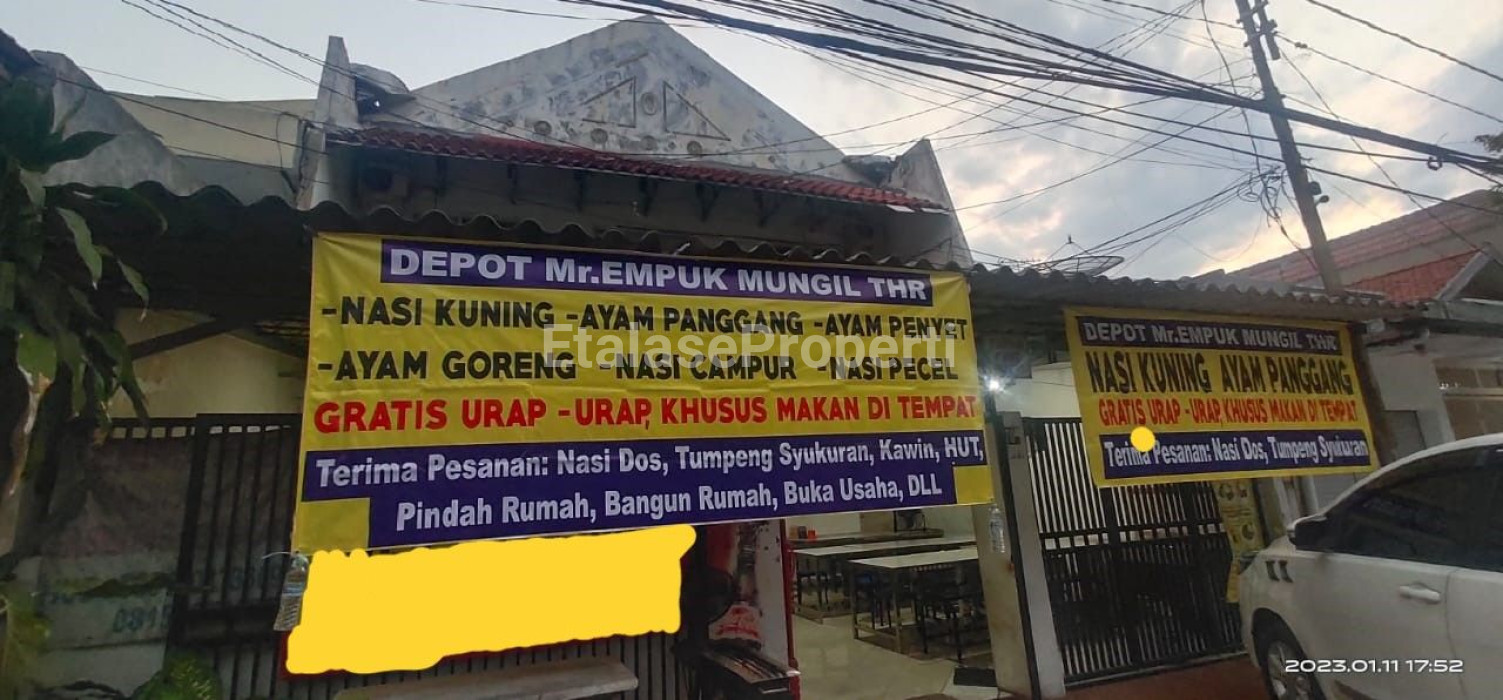 DEPOT Mr.EMPUK MUNGIL THR
-NASI KUNING -AYAM PANGGANG -AYAM PENYET
-AYAM GORENG -NASI CAMPUR -NASI PECEL
GRATIS URAP -URAP, KHUSUS MAKAN DI TEMPAT
Terima Pesanan: Nasi Dos, Tumpeng Syukuran, Kawin, HUT,
Pindah Rumah, Bangun Rumah, Buka Usaha, DLL
EtalaseProperti
DEPOT Mr.EMPUK MUNGIL THR
NASI KUNING AYAM PANGGANG
GRATIS URAP -URAP, KHUSUS MAKAN DI TEMPAT
Terima Pesanan: Nasi Dos, Tumpeng Syukuran
2023.01.11 17:52